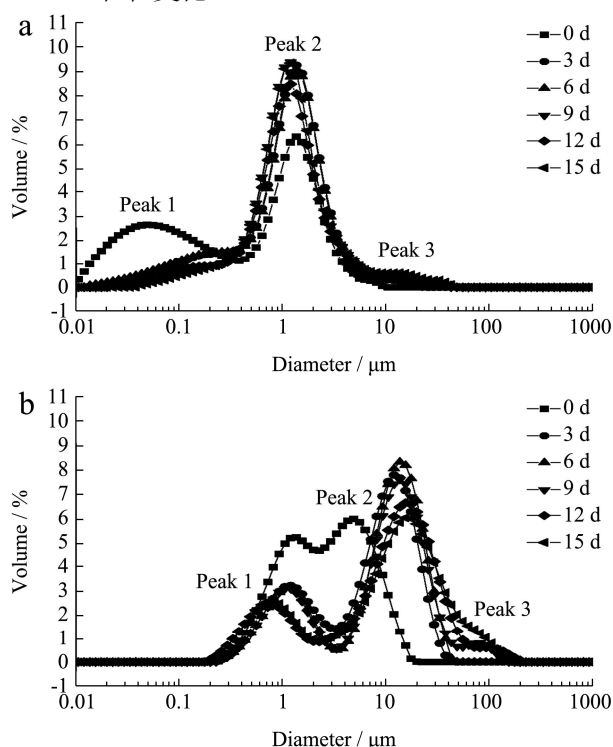 a
Peak 2
Peak 1
Peak 3
0 d
3 d
6 d
9 d
12 d
15 d
Volume / %
11
10
9
8
7
6
5
4
3
2
1
0
-1
0.01 0.1 1 10 100 1000
Diameter / μm
b
Peak 2
Peak 1
Peak 3
0 d
3 d
6 d
9 d
12 d
15 d
Volume / %
11
10
9
8
7
6
5
4
3
2
1
0
-1
0.01 0.1 1 10 100 1000
Diameter / μm